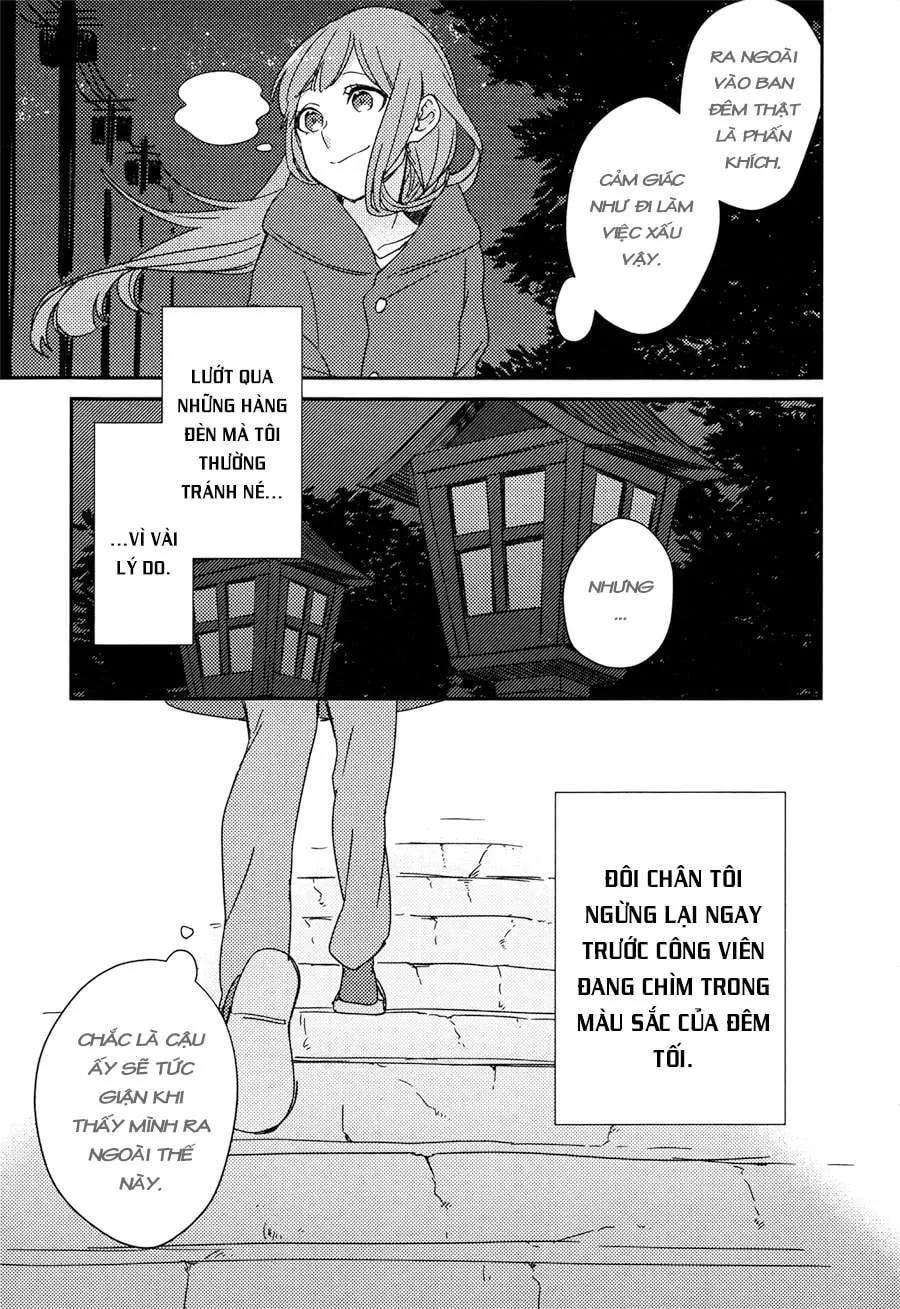 RA NGOÀI
VÀO BAN
ĐÊM THẬT
LÀ PHẤN
KHÍCH.
CẢM GIÁC
NHƯ ĐI LÀM
VIỆC XẤU
VẬY.
LƯỚT QUA
NHỮNG HÀNG
ĐÈN MÀ TÔI
THƯỜNG
TRÁNH NÉ...
...VÌ VÀI
LÝ DO.
NHƯNG
...
ĐÔI CHÂN TÔI
NGỪNG LẠI NGAY
TRƯỚC CÔNG VIÊN
ĐANG CHÌM TRONG
MÀU SẮC CỦA ĐÊM
TỐI.
CHẮC LÀ CẬU
ẤY SẼ TỨC
GIẬN KHI
THẤY MÌNH RA
NGOÀI THẾ
NÀY.